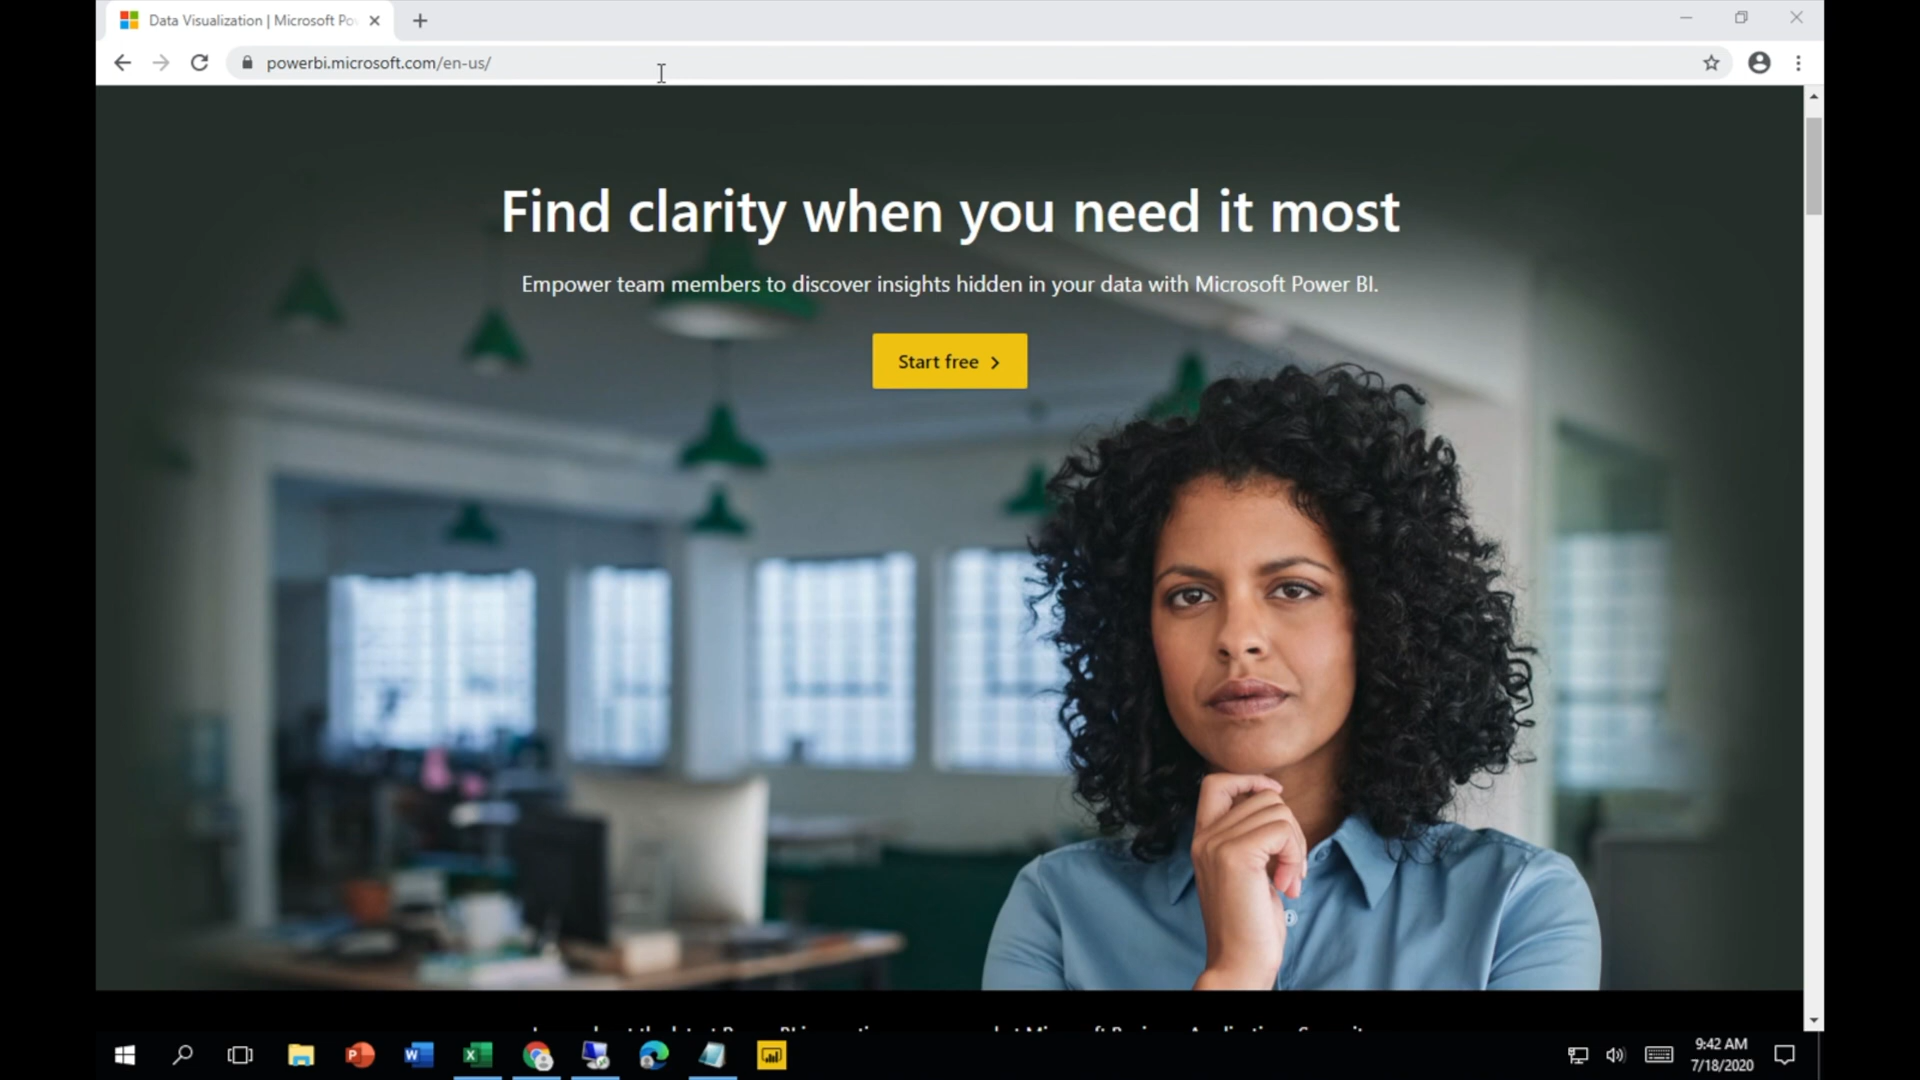 Data Visualization | Microsoft Po
powerbi.microsoft.com/en-us/
Find clarity when you need it most
Empower team members to discover insights hidden in your data with Microsoft Power BI.
Start free
9:42 AM
7/18/2020